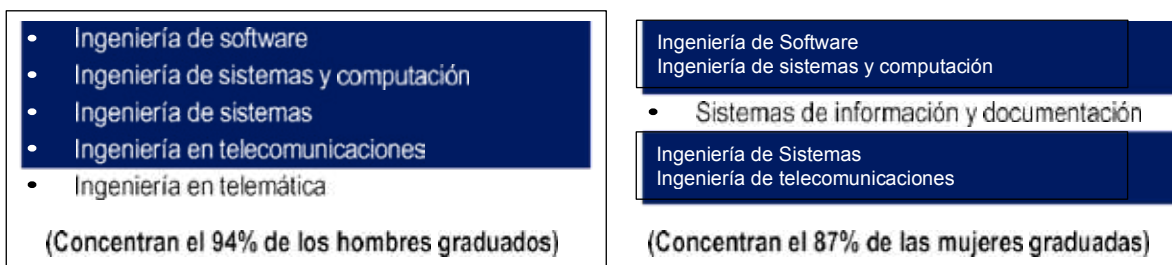 • Ingeniería de software
• Ingeniería de sistemas y computación
• Ingeniería de sistemas
• Ingeniería en telecomunicaciones
• Ingeniería en telemática
(Concentran el 94% de los hombres graduados)
Ingeniería de Software
Ingeniería de sistemas y computación
• Sistemas de información y documentación
Ingeniería de Sistemas
Ingeniería de telecomunicaciones
(Concentran el 87% de las mujeres graduadas)